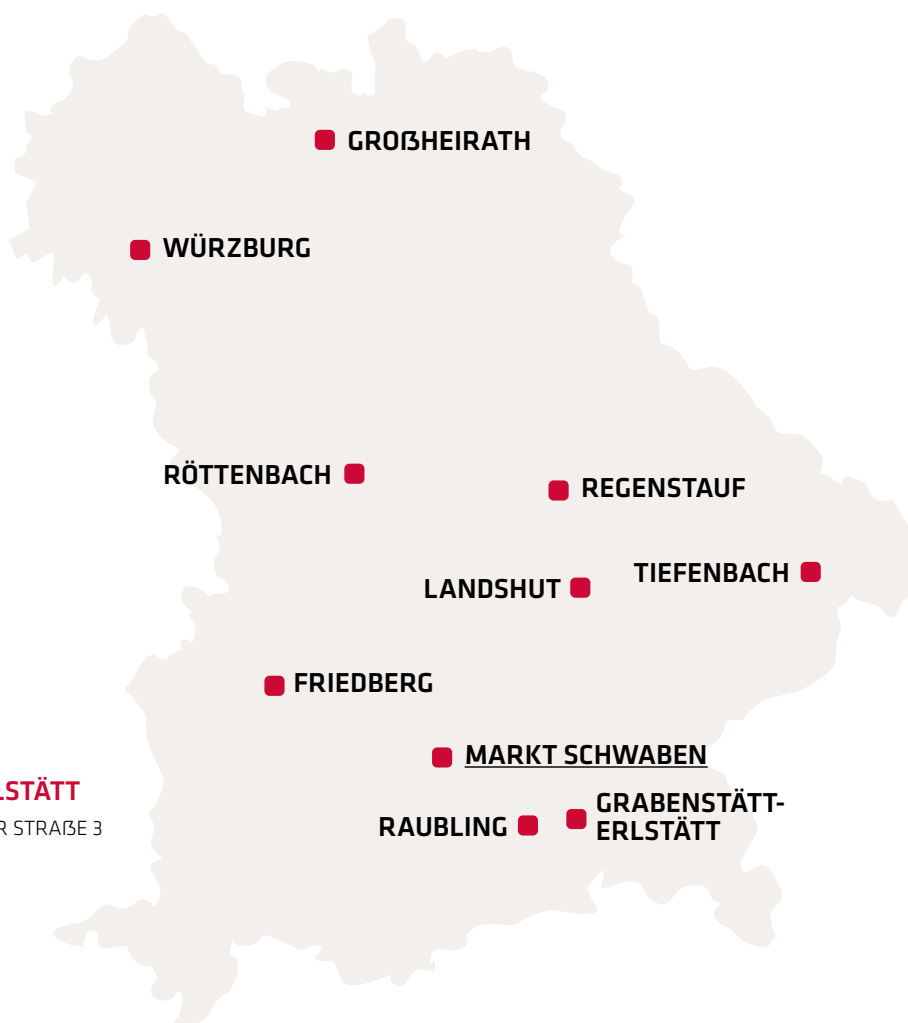 GROẞHEIRATH
WÜRZBURG
RÖTTENBACH
REGENSTAUF
TIEFENBACH
LANDSHUT
FRIEDBERG
MARKT SCHWABEN
LSTÄTT
R STRAẞE 3
GRABENSTÄTT-
ERLSTÄTT
RAUBLING